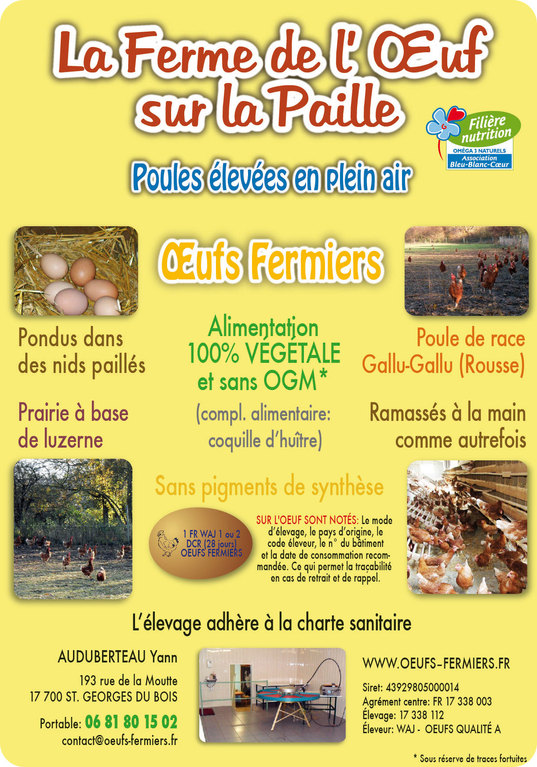 La Ferme de l' Œuf
sur la Paille
Filière
nutrition
OMÉGA 3 NATURELS
Association
Bleu-Blanc-Cœur
Poules élevées en plein air
Œufs Fermiers
Pondus dans
des nids paillés
Alimentation
100% VEGÉTALE
et sans OGM*
Poule de race
Gallu-Gallu (Rousse)
Prairie à base
de luzerne
(compl. alimentaire:
coquille d'huître)
Ramassés à la main
comme autrefois
Sans pigments de synthèse
1 FR WAJ 1 ou 2
DCR (28 jours)
OEUFS FERMIERS
SUR L'OEUF SONT NOTÉS: Le mode
d'élevage, le pays d'origine, le
code éleveur, le n° du bâtiment
et la date de consommation recom-
mandée. Ce qui permet la traçabilité
en cas de retrait et de rappel.
L'élevage adhère à la charte sanitaire
AUDUBERTEAU Yann
193 rue de la Moutte
17 700 ST. GEORGES DU BOIS
Portable: 06 81 80 15 02
contact@oeufs-fermiers.fr
WWW.OEUFS-FERMIERS.FR
Siret: 43929805000014
Agrément centre: FR 17 338 003
Élevage: 17 338 112
Éleveur: WAJ - OEUFS QUALITÉ A
* Sous réserve de traces fortuites